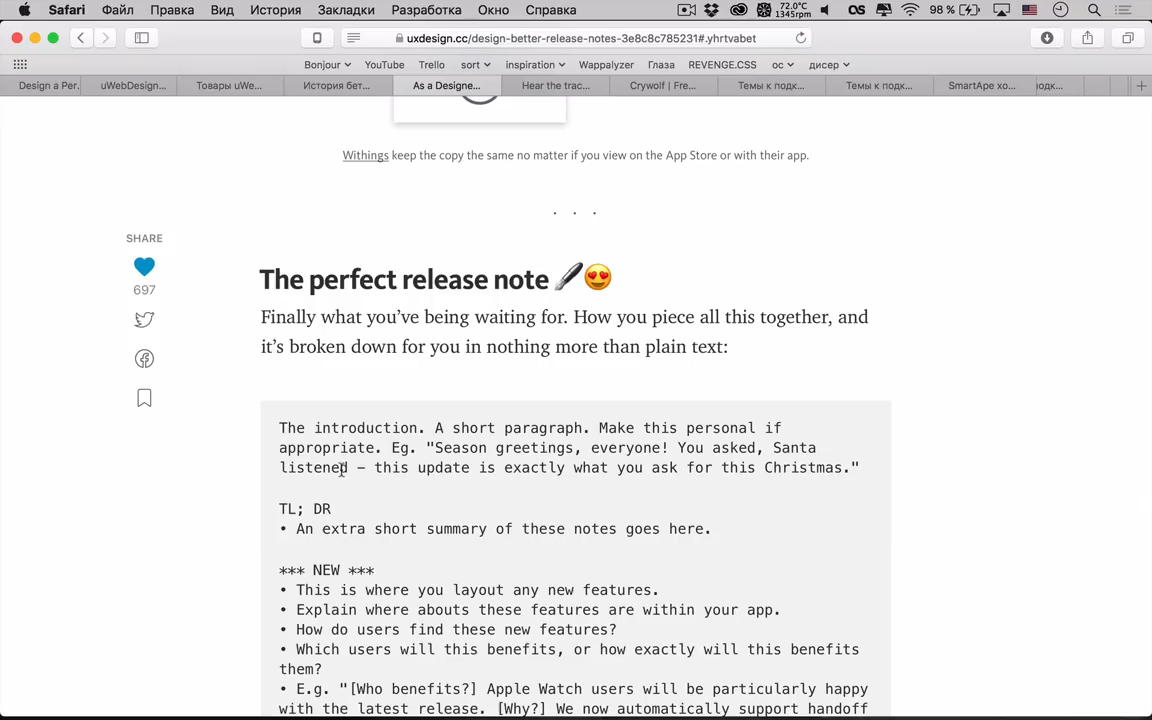 Safari Файл Правка Вид История Закладки Разработка Окно Справка 72.0°C 1345rpm 98 %
uxdesign.cc/design-better-release-notes-3e8c8c785231#.yhrtvabet
Bonjour YouTube Trello sort inspiration Wappalyzer Глаза REVENGE.CSS ос дисер
Design a Per... uWebDesign... Товары uWe... История бет... As a Designe... Hear the trac... Crywolf | Fre... Темы к подк... Темы к подк... SmartApe хо... одк...
Withings keep the copy the same no matter if you view on the App Store or with their app.
. . .
SHARE
697
The perfect release note
Finally what you’ve being waiting for. How you piece all this together, and
it’s broken down for you in nothing more than plain text:
The introduction. A short paragraph. Make this personal if
appropriate. Eg. "Season greetings, everyone! You asked, Santa
listened – this update is exactly what you ask for this Christmas."
TL; DR
• An extra short summary of these notes goes here.
*** NEW ***
• This is where you layout any new features.
• Explain where abouts these features are within your app.
• How do users find these new features?
• Which users will this benefits, or how exactly will this benefits
them?
• E.g. "[Who benefits?] Apple Watch users will be particularly happy
with the latest release. [Why?] We now automatically support handoff